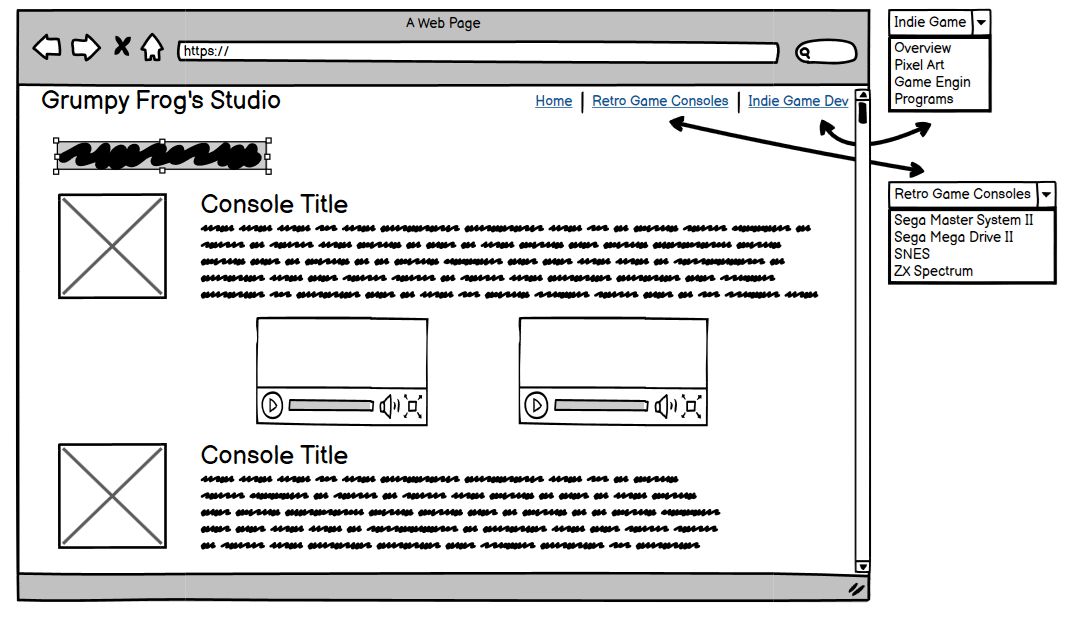 A Web Page
https://
Grumpy Frog's Studio
Home | Retro Game Consoles | Indie Game Dev
Console Title
Console Title
Indie Game
Overview
Pixel Art
Game Engin
Programs
Retro Game Consoles
Sega Master System II
Sega Mega Drive II
SNES
ZX Spectrum